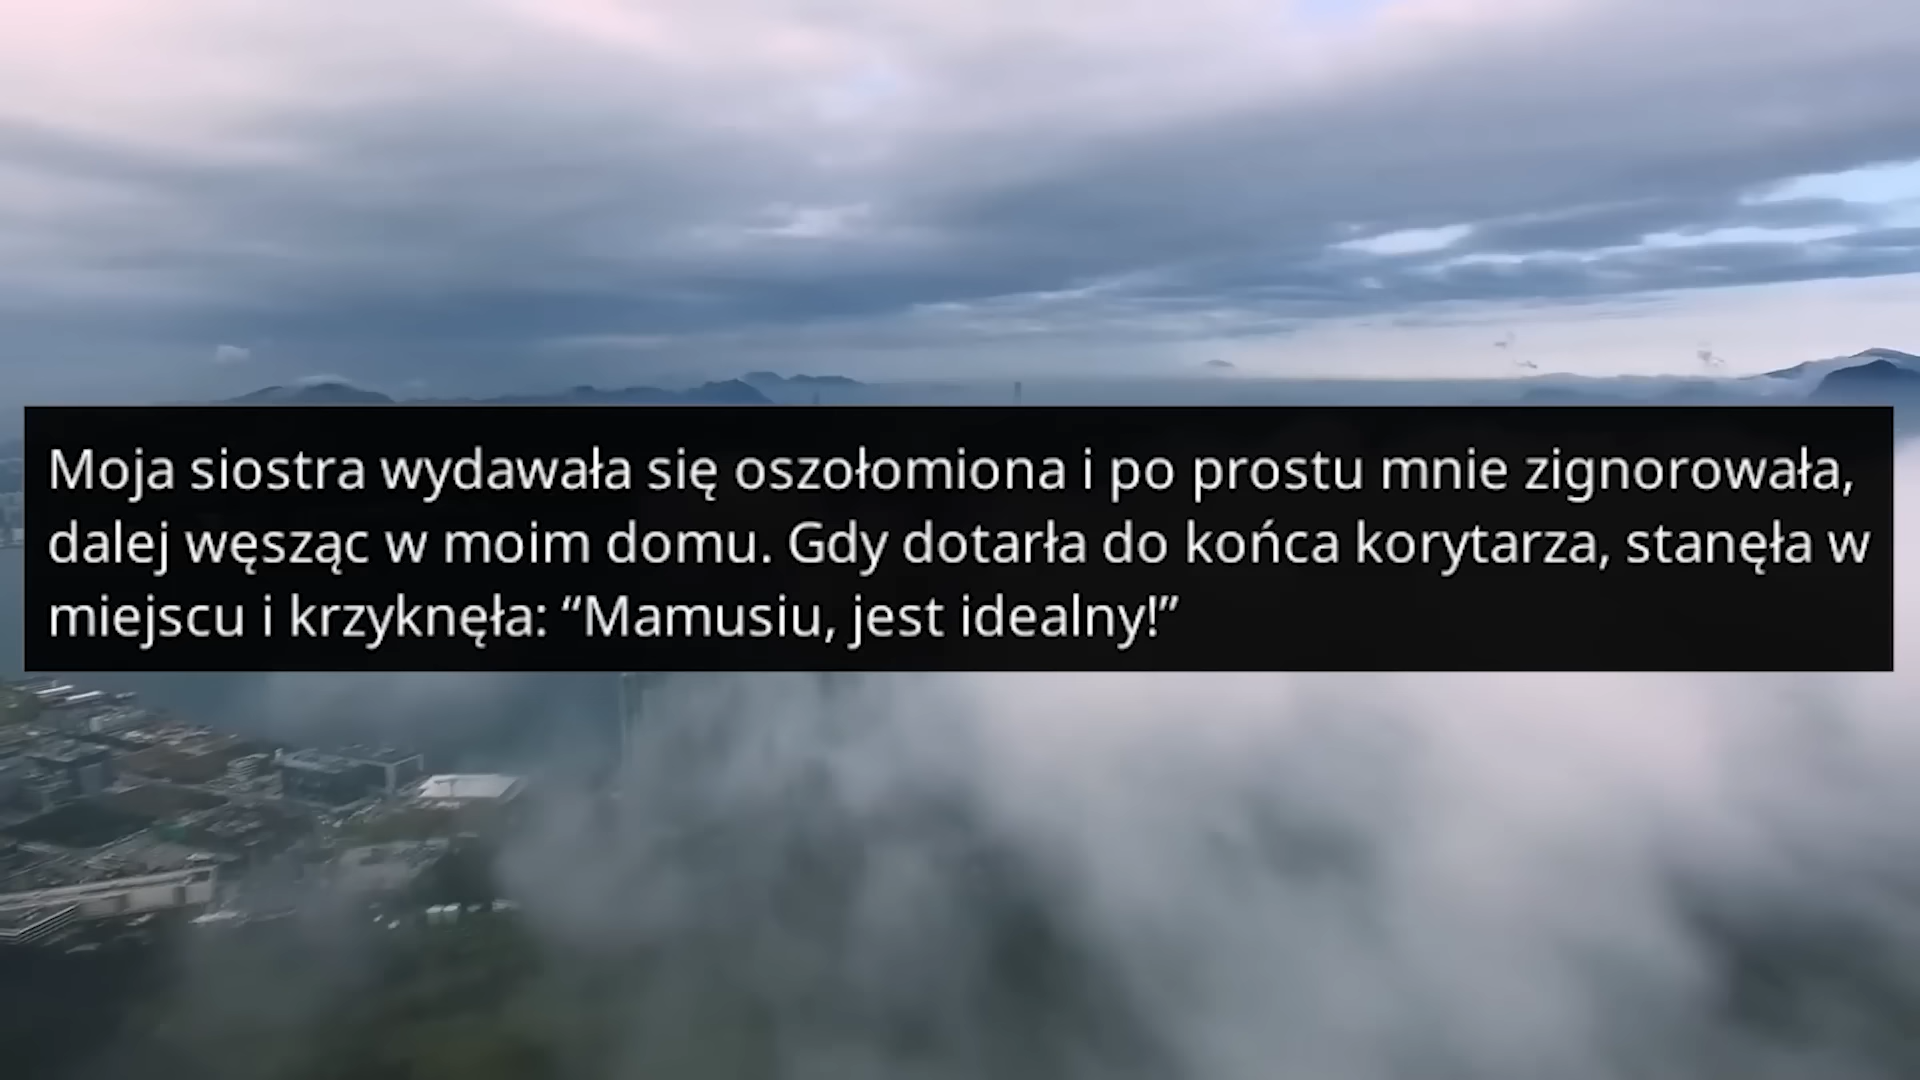 Moja siostra wydawała się oszołomiona i po prostu mnie zignorowała,
dalej węsząc w moim domu. Gdy dotarła do końca korytarza, stanęła w
miejscu i krzyknęła: “Mamusiu, jest idealny!”